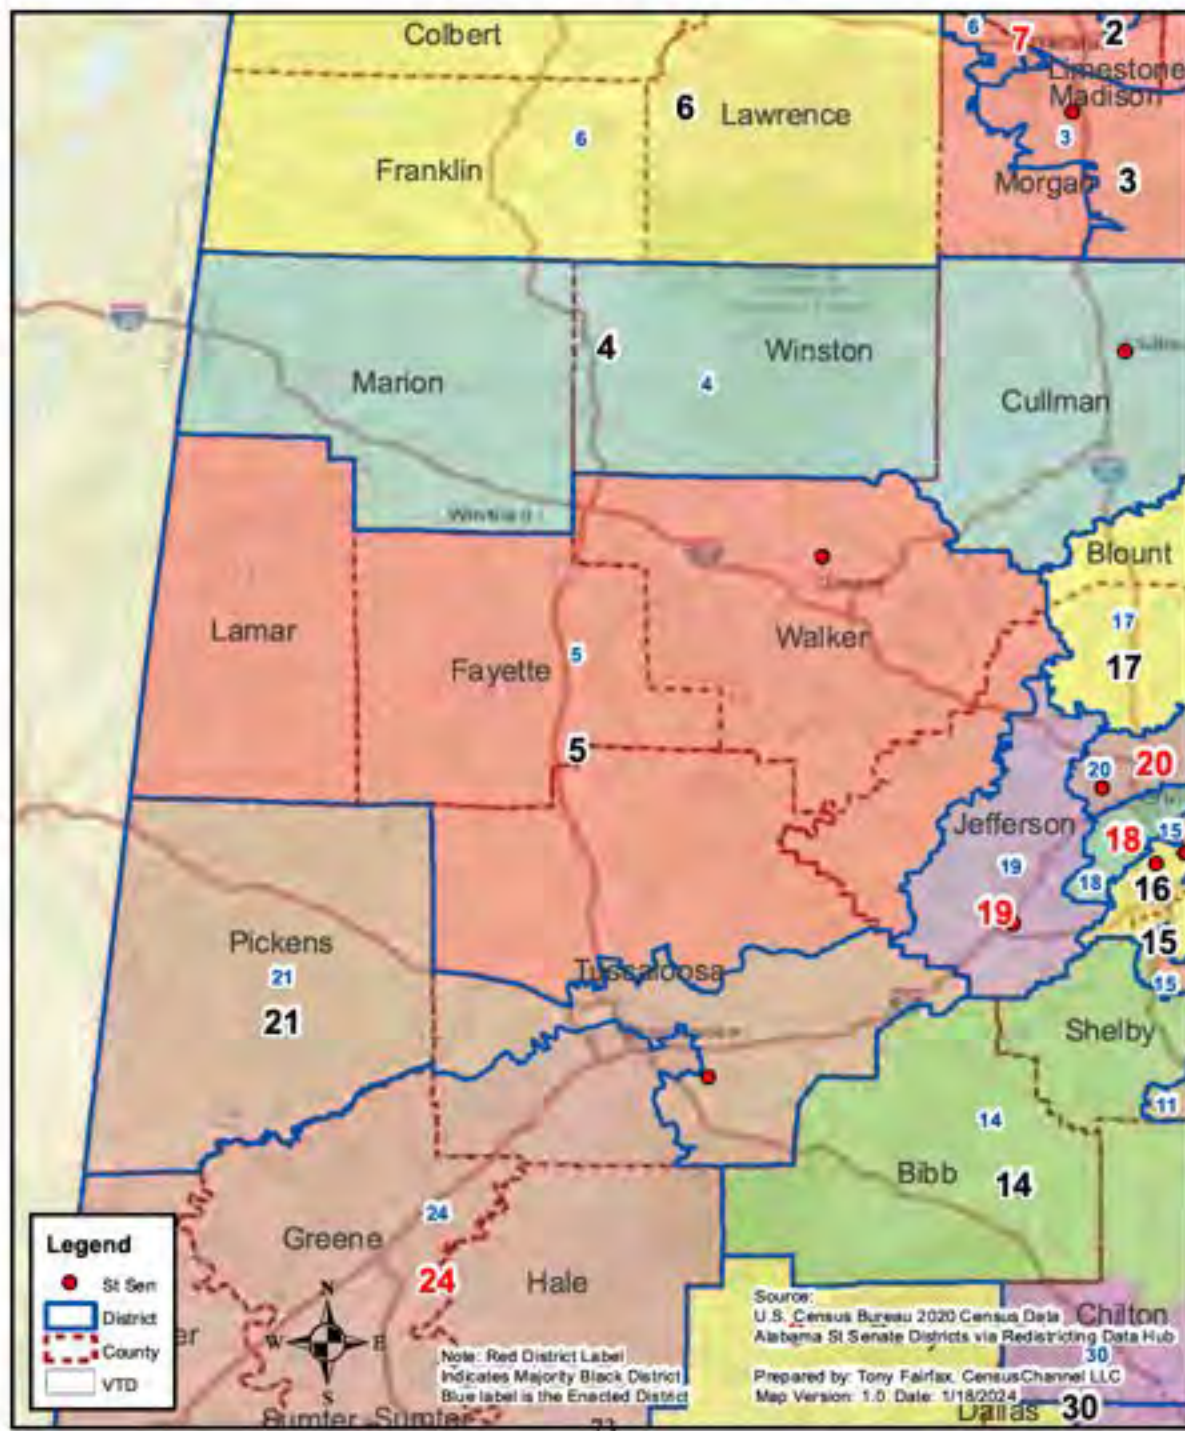 Colbert
6
7
2
Limestone
Madison
6
Lawrence
6
3
Franklin
Morgan
3
4
Winston
Marion
4
Cullman
Winfield
Blount
17
Lamar
Walker
Fayette
5
17
5
20
20
Jefferson
18
15
19
18
16
19
15
Pickens
21
Tuscaloosa
15
21
Shelby
11
14
Bibb
14
24
Greene
24
Hale
Legend
St Sen
District
County
VTD
er
N
W
E
S
Note: Red District Label
Indicates Majority Black District
Blue label is the Enacted District
Source:
U.S. Census Bureau 2020 Census Data
Alabama St Senate Districts via Redistricting Data Hub
Prepared by: Tony Fairfax, CensusChannel LLC
Map Version: 1.0 Date: 1/18/2024
Chilton
30
Sumter
Sumter
Dallas
30